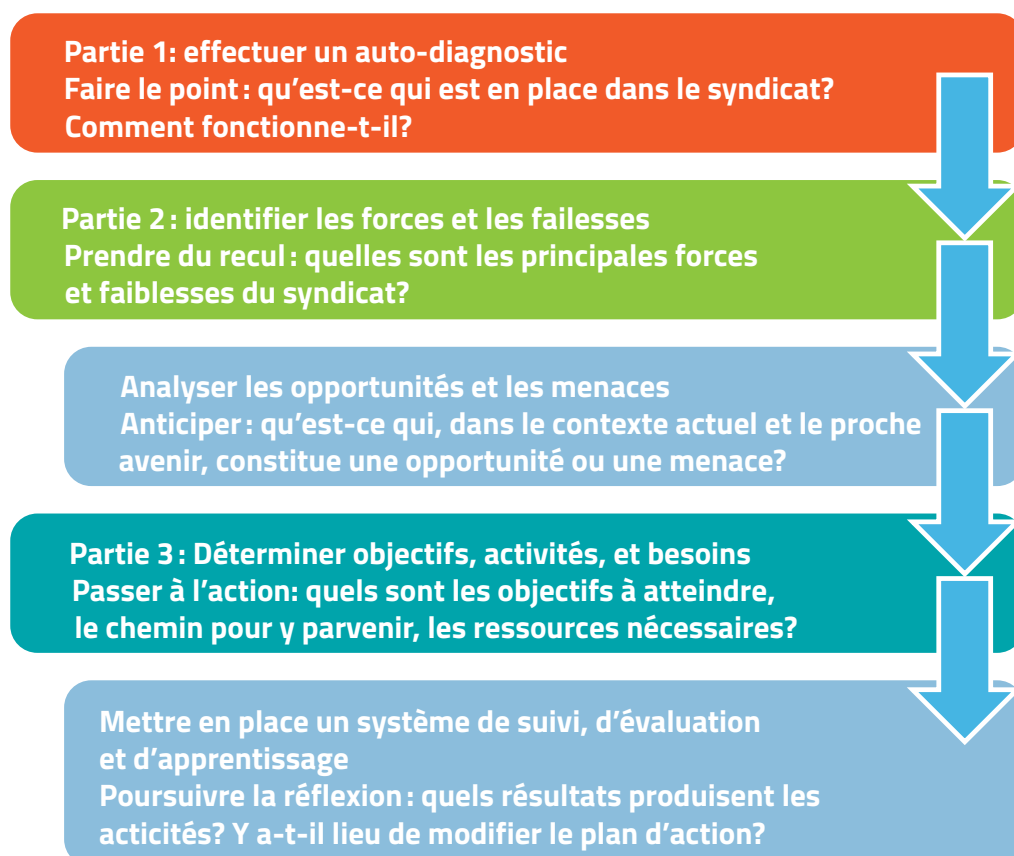 Partie 1: effectuer un auto-diagnostic
Faire le point : qu’est-ce qui est en place dans le syndicat?
Comment fonctionne-t-il?
Partie 2 : identifier les forces et les failesses
Prendre du recul : quelles sont les principales forces
et faiblesses du syndicat?
Analyser les opportunités et les menaces
Anticiper : qu’est-ce qui, dans le contexte actuel et le proche
avenir, constitue une opportunité ou une menace?
Partie 3 : Déterminer objectifs, activités, et besoins
Passer à l’action: quels sont les objectifs à atteindre,
le chemin pour y parvenir, les ressources nécessaires?
Mettre en place un système de suivi, d’évaluation
et d’apprentissage
Poursuivre la réflexion : quels résultats produisent les
acticités? Y a-t-il lieu de modifier le plan d’action?